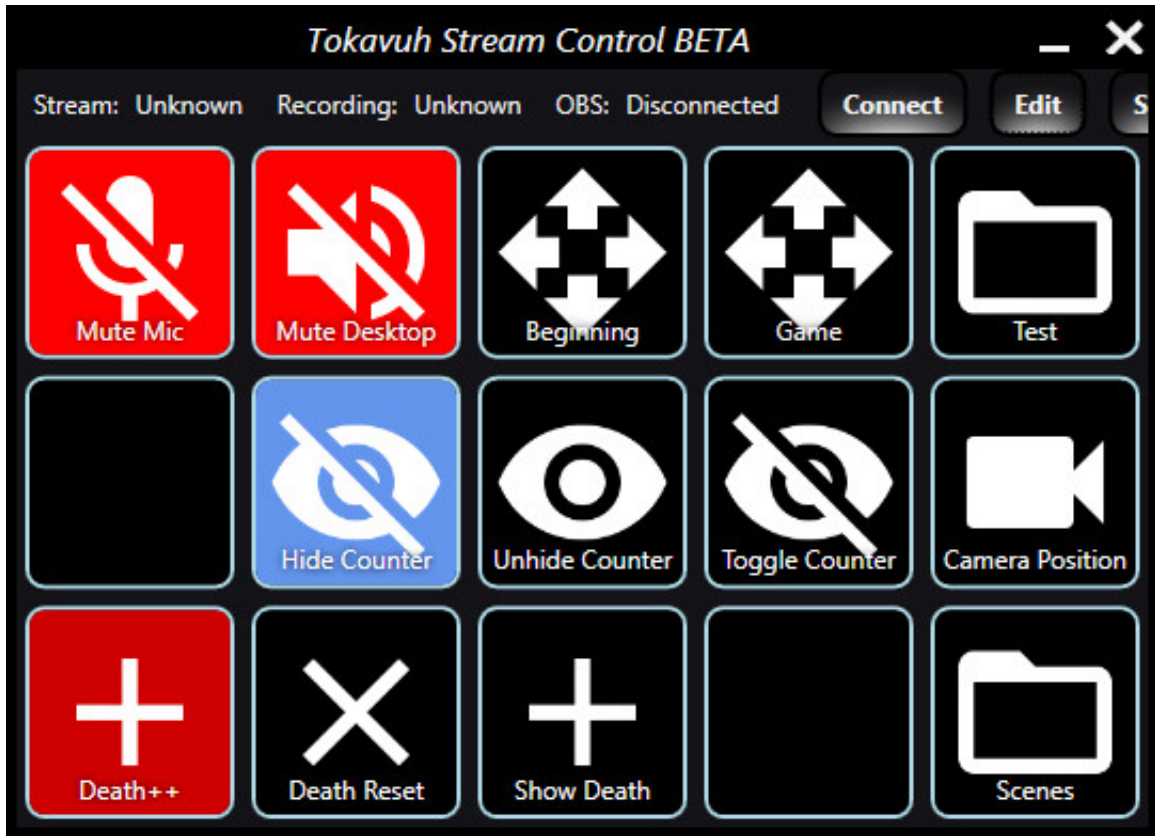 Tokavuh Stream Control BETA
Stream: Unknown Recording: Unknown OBS: Disconnected Connect Edit S
Mute Mic Mute Desktop Beginning Game Test
Hide Counter Unhide Counter Toggle Counter Camera Position
Death++ Death Reset Show Death Scenes